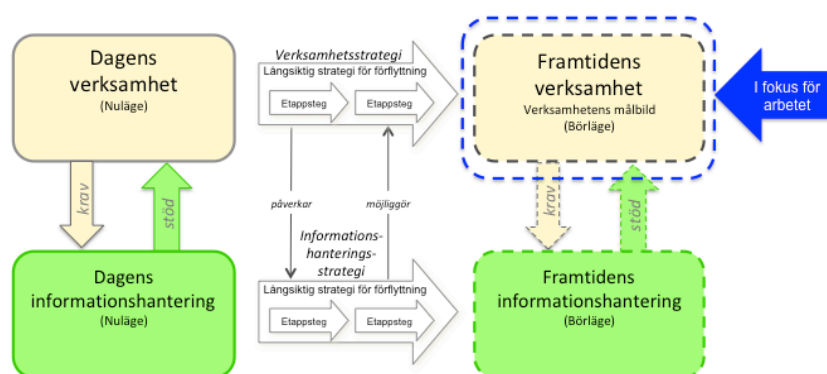 Dagens
verksamhet
(Nuläge)
Verksamhetsstrategi
Långsiktig strategi för förflyttning
Etappsteg
Etappsteg
Framtidens
verksamhet
Verksamhetens målbild
(Börläge)
I fokus för
arbetet
krav
stöd
påverkar
möjliggör
krav
stöd
Informations-
hanterings-
strategi
Dagens
informationshantering
(Nuläge)
Långsiktig strategi för förflyttning
Etappsteg
Etappsteg
Framtidens
informationshantering
(Börläge)